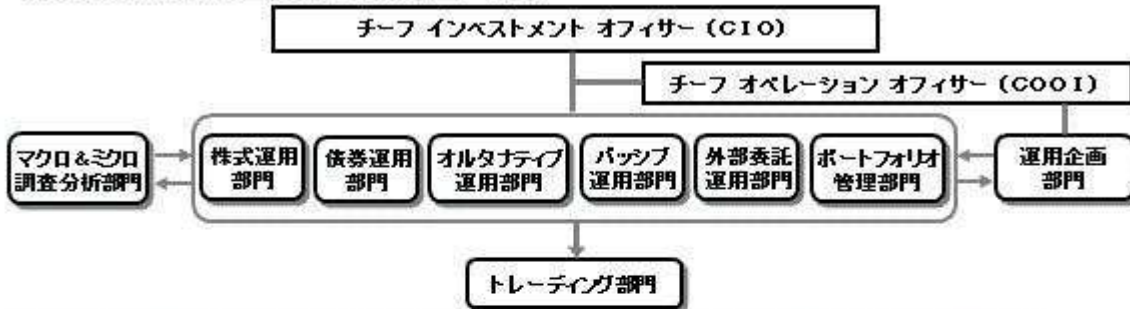 チーフ インベストメント オフィサー (CIO)
チーフ オペレーション オフィサー (COOI)
マクロ&ミクロ
調査分析部門
株式運用
部門
債券運用
部門
オルタナティブ
運用部門
パッシブ
運用部門
外部委託
運用部門
ポートフォリオ
管理部門
運用企画
部門
トレーディング部門